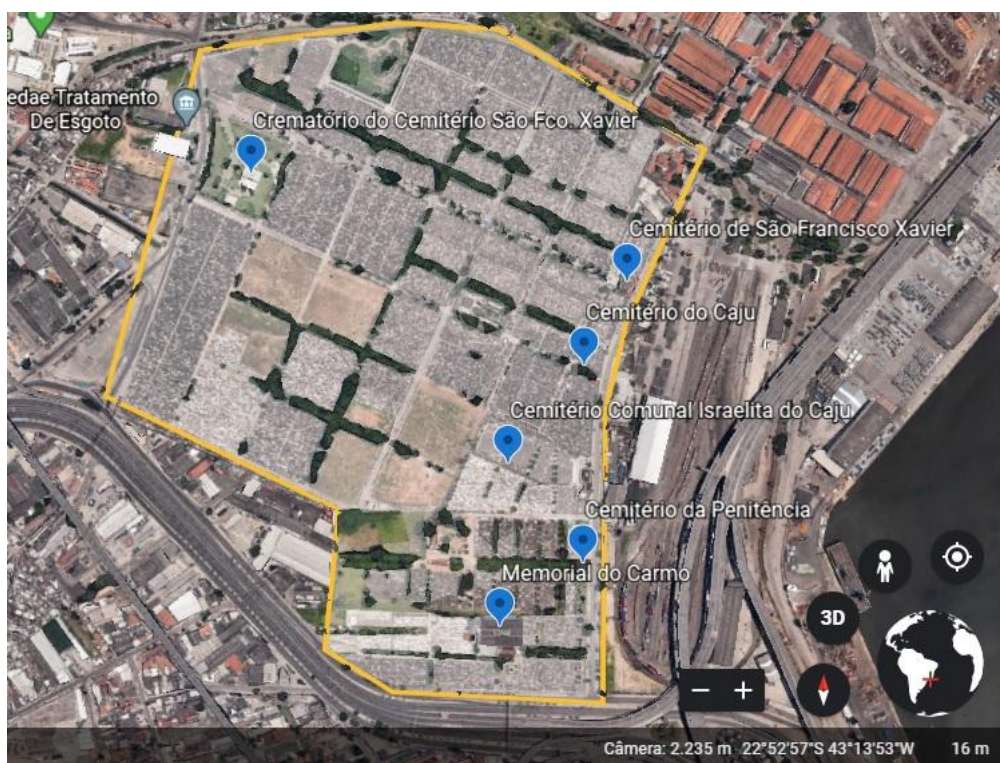 edae Tratamento
De Esgoto
Crematório do Cemitério São Fco. Xavier
Cemitério de São Francisco Xavier
Cemitério do Caju
Cemitério Comunal Israelita do Caju
Cemitério da Penitência
Memorial do Carmo
3D
Câmera: 2.235 m 22°52'57"S 43°13'53"W 16 m